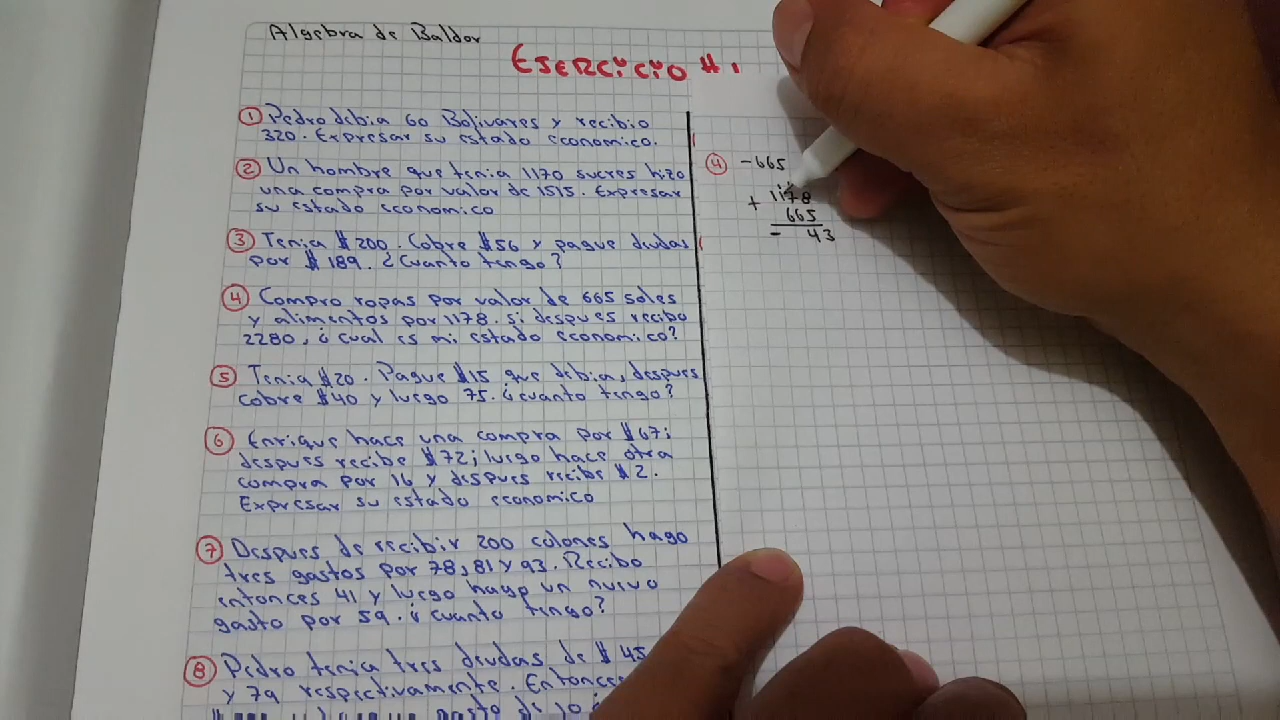 Algebra de Baldor
EJERCiCiO # 1
① Pedro debia 60 Bolivares y recibio
320. Expresar su estado economico.
② Un hombre que tenia 1170 sucres hizo
una compra por valor de 1515. Expresar
su estado economico
③ Tenia $200. Cobre $56 y pague deudas
por $189. ¿Cuanto tengo?
④ Compro ropas por valor de 665 soles
y alimentos por 1178. Si despues recibo
2280, ¿cual es mi estado economico?
⑤ Tenia $20. Pague $15 que debia, despues
cobre $40 y luego 75. ¿cuanto tengo?
⑥ Enrique hace una compra por $67;
despues recibe $72; luego hace otra
compra por 16 y despues recibe $2.
Expresar su estado economico
⑦ Despues de recibir 200 colones hago
tres gastos por 78, 81 y 93. Recibo
entonces 41 y luego hago un nuevo
gasto por 59. ¿cuanto tengo?
⑧ Pedro tenia tres deudas de $45
y 79 respectivamente. Entonces
④ -665
+ 1178
665
- 43